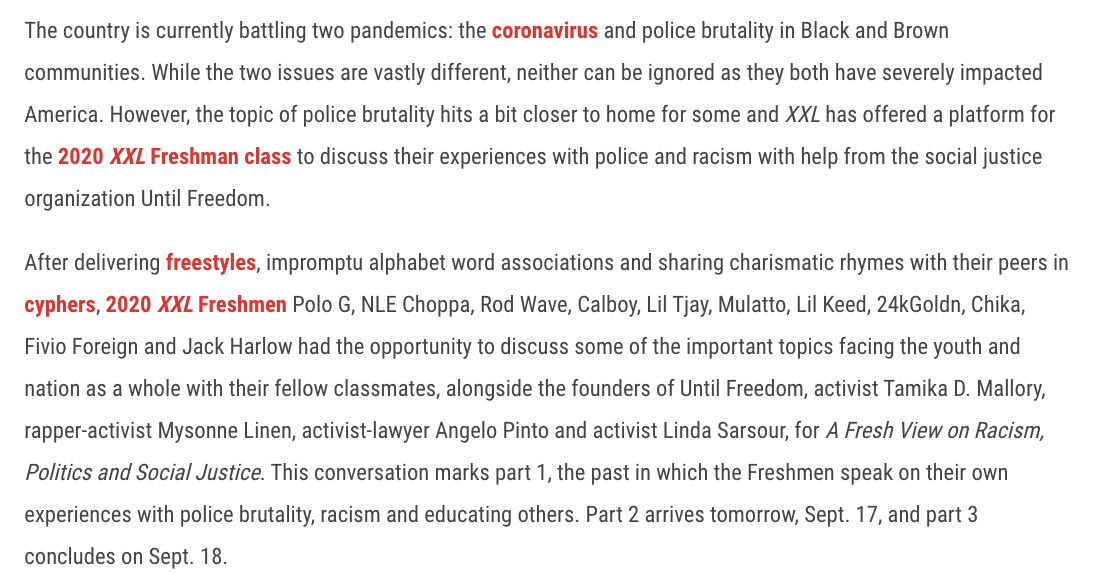 The country is currently battling two pandemics: the coronavirus and police brutality in Black and Brown
communities. While the two issues are vastly different, neither can be ignored as they both have severely impacted
America. However, the topic of police brutality hits a bit closer to home for some and XXL has offered a platform for
the 2020 XXL Freshman class to discuss their experiences with police and racism with help from the social justice
organization Until Freedom.
After delivering freestyles, impromptu alphabet word associations and sharing charismatic rhymes with their peers in
cyphers, 2020 XXL Freshmen Polo G, NLE Choppa, Rod Wave, Calboy, Lil Tjay, Mulatto, Lil Keed, 24kGoldn, Chika,
Fivio Foreign and Jack Harlow had the opportunity to discuss some of the important topics facing the youth and
nation as a whole with their fellow classmates, alongside the founders of Until Freedom, activist Tamika D. Mallory,
rapper-activist Mysonne Linen, activist-lawyer Angelo Pinto and activist Linda Sarsour, for A Fresh View on Racism,
Politics and Social Justice. This conversation marks part 1, the past in which the Freshmen speak on their own
experiences with police brutality, racism and educating others. Part 2 arrives tomorrow, Sept. 17, and part 3
concludes on Sept. 18.